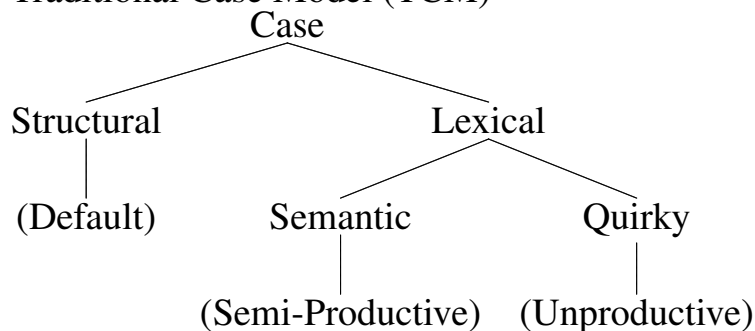 Traditional Case Model (TCM)
Case
Structural Lexical
(Default) Semantic Quirky
(Semi-Productive) (Unproductive)